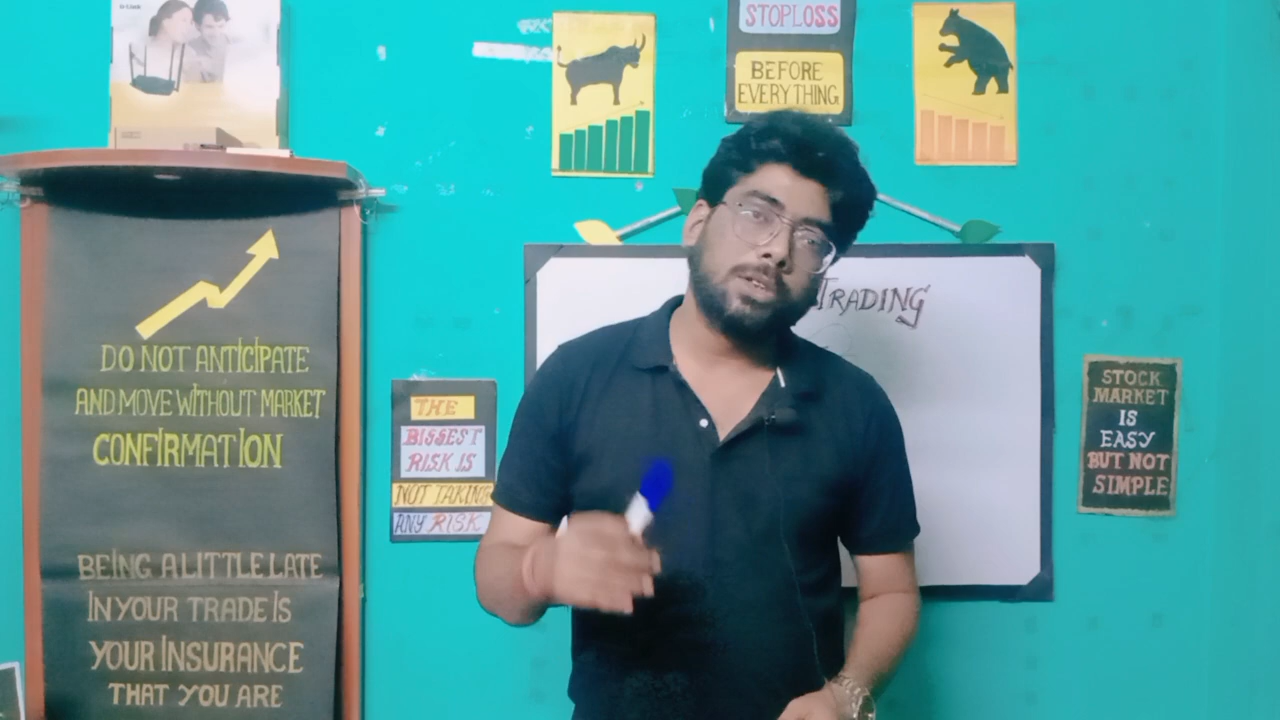 D-Link
STOPLOSS
BEFORE
EVERYTHING
TRADING
DO NOT ANTICIPATE
AND MOVE WITHOUT MARKET
CONFIRMATION
BEING A LITTLE LATE
IN YOUR TRADE IS
YOUR INSURANCE
THAT YOU ARE
THE
BIGGEST
RISK IS
NOT TAKING
ANY RISK
STOCK
MARKET
IS
EASY
BUT NOT
SIMPLE